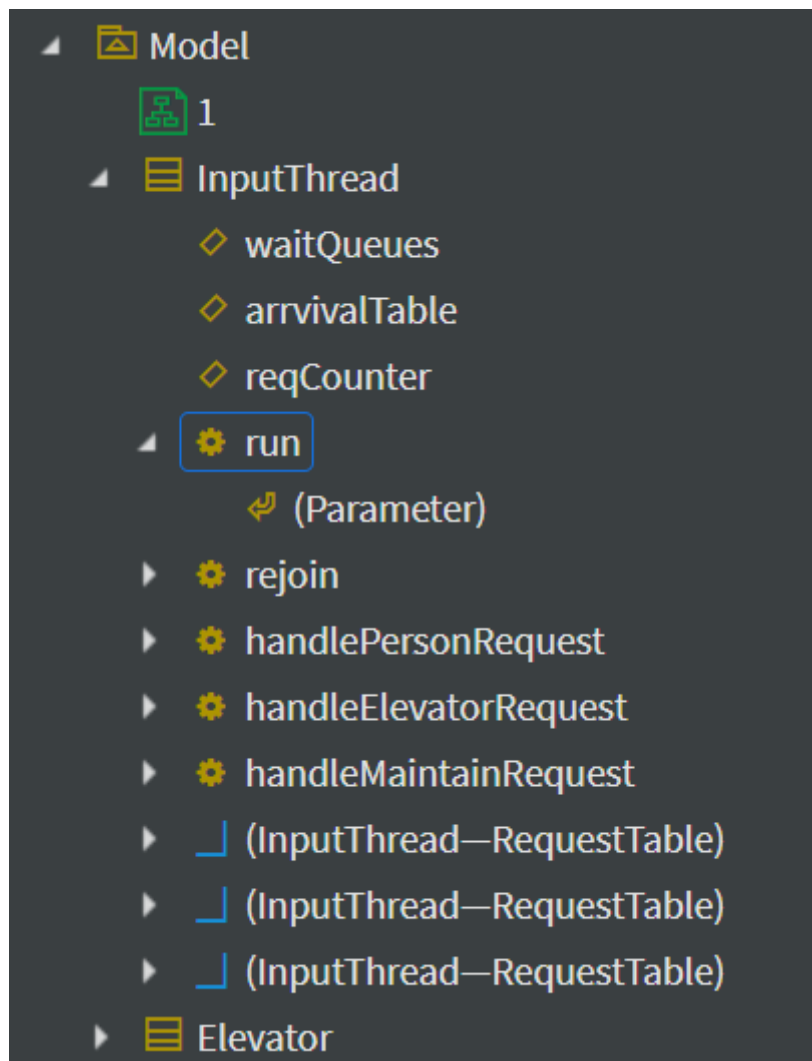 Model
1
InputThread
waitQueues
arrvivalTable
reqCounter
run
(Parameter)
rejoin
handlePersonRequest
handleElevatorRequest
handleMaintainRequest
(InputThread—RequestTable)
(InputThread—RequestTable)
(InputThread—RequestTable)
Elevator